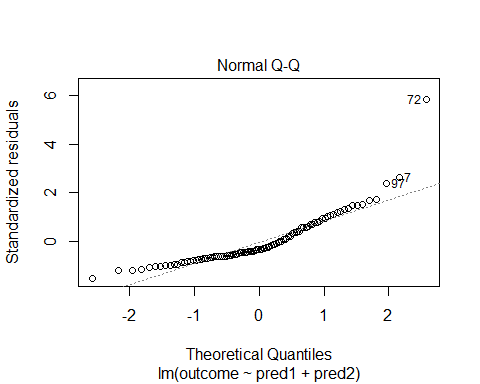 Normal Q-Q
Standardized residuals
6
4
2
0
72
7
97
-2 -1 0 1 2
Theoretical Quantiles
lm(outcome ~ pred1 + pred2)